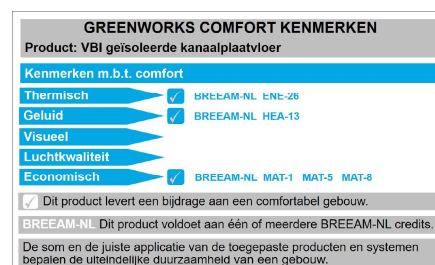 GREENWORKS COMFORT KENMERKEN
Product: VBI geïsoleerde kanaalplaatvloer
Kenmerken m.b.t. comfort
Thermisch BREEAM-NL ENE-26
Geluid BREEAM-NL HEA-13
Visueel
Luchtkwaliteit
Economisch BREEAM-NL MAT-1 MAT-5 MAT-8
Dit product levert een bijdrage aan een comfortabel gebouw.
BREEAM-NL Dit product voldoet aan één of meerdere BREEAM-NL credits.
De som en de juiste applicatie van de toegepaste producten en systemen
bepalen de uiteindelijke duurzaamheid van een gebouw.